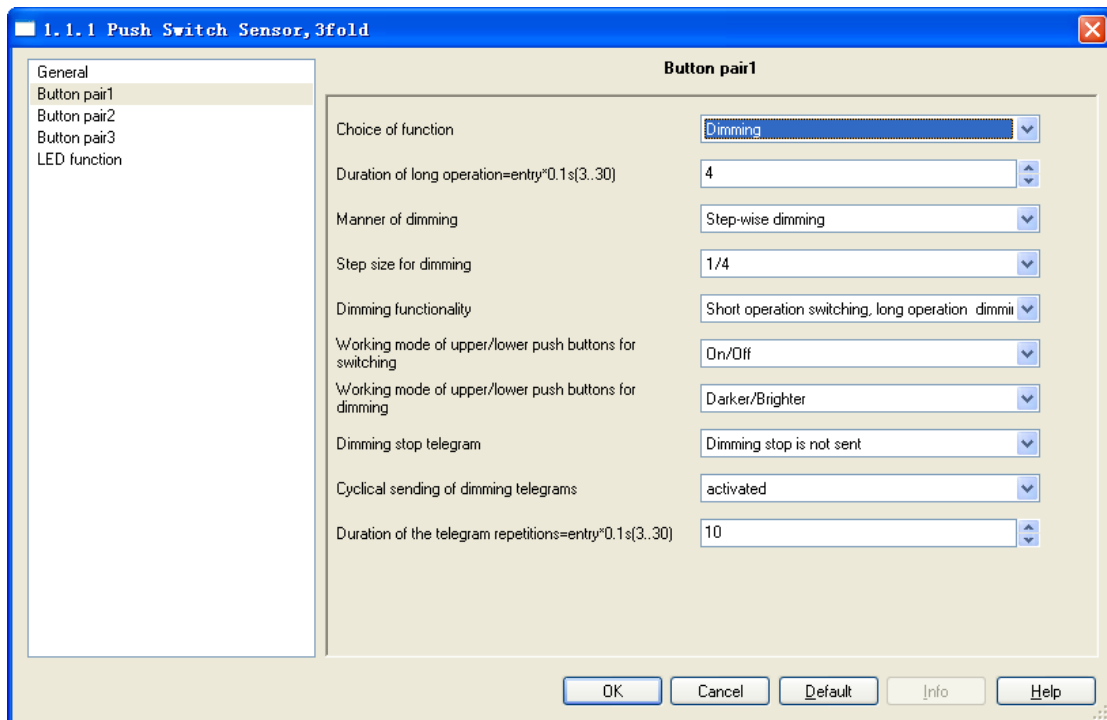 1.1.1 Push Switch Sensor,3fold
General
Button pair1
Button pair2
Button pair3
LED function
Button pair1
Choice of function
Dimming
Duration of long operation=entry*0.1s(3..30)
4
Manner of dimming
Step-wise dimming
Step size for dimming
1/4
Dimming functionality
Short operation switching, long operation dimmi
Working mode of upper/lower push buttons for
switching
On/Off
Working mode of upper/lower push buttons for
dimming
Darker/Brighter
Dimming stop telegram
Dimming stop is not sent
Cyclical sending of dimming telegrams
activated
Duration of the telegram repetitions=entry*0.1s(3..30)
10
OK
Cancel
Default
Info
Help